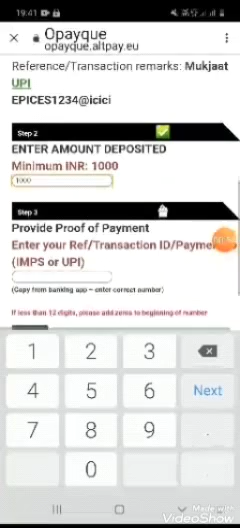 19:41
Opayque
opayque.altpay.eu
Reference/Transaction remarks: Mukjaat
UPI
EPICES1234@icici
Step 2
ENTER AMOUNT DEPOSITED
Minimum INR: 1000
1000
Step 3
Provide Proof of Payment
Enter your Ref/Transaction ID/Payme
(IMPS or UPI)
(Copy from banking app – enter correct number)
If less than 12 digits, please add zeros to beginning of number
1 2 3
4 5 6 Next
7 8 9 .
0
Made with
VideoShow